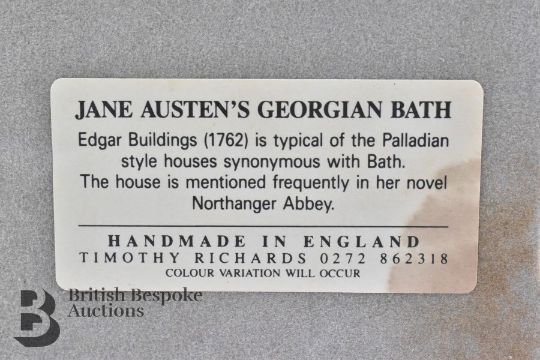 JANE AUSTEN'S GEORGIAN BATH
Edgar Buildings (1762) is typical of the Palladian
style houses synonymous with Bath.
The house is mentioned frequently in her novel
Northanger Abbey.
HANDMADE IN ENGLAND
TIMOTHY RICHARDS 0272 862318
COLOUR VARIATION WILL OCCUR
B British Bespoke
Auctions